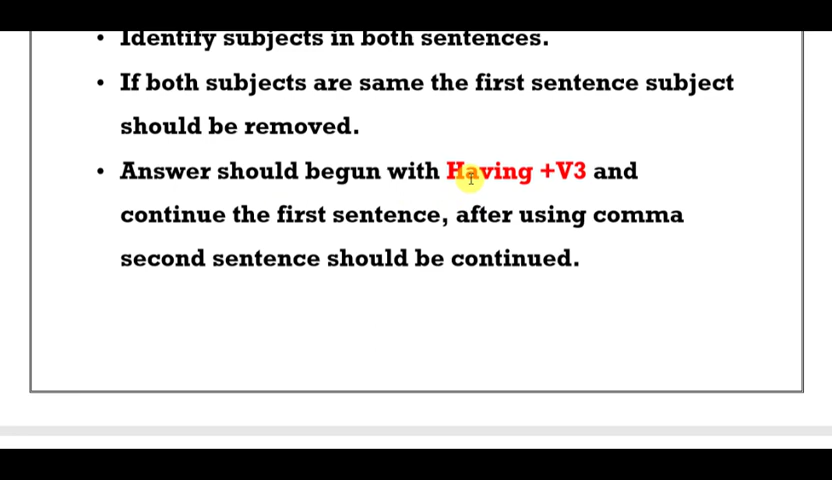 • Identify subjects in both sentences.
• If both subjects are same the first sentence subject
should be removed.
• Answer should begun with Having +V3 and
continue the first sentence, after using comma
second sentence should be continued.